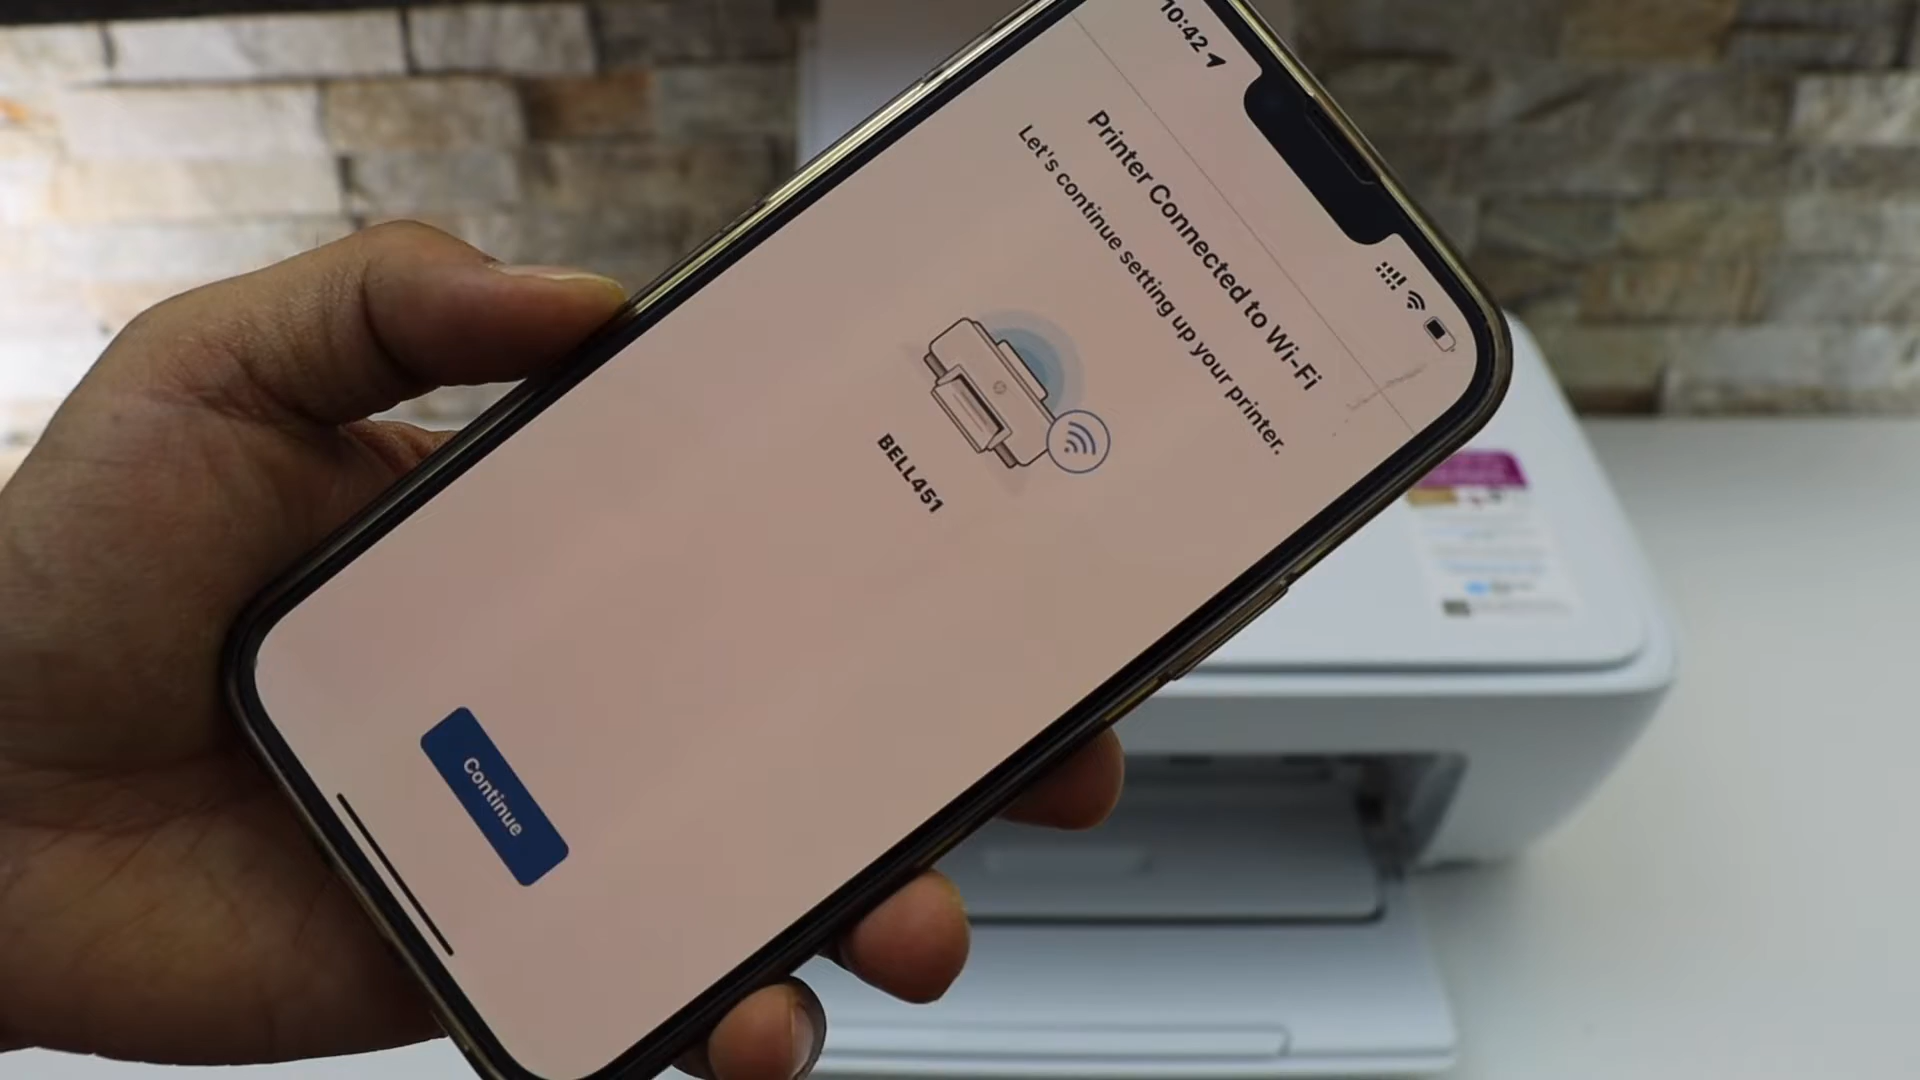 10:42
Printer Connected to Wi-Fi
Let's continue setting up your printer.
BELL451
Continue